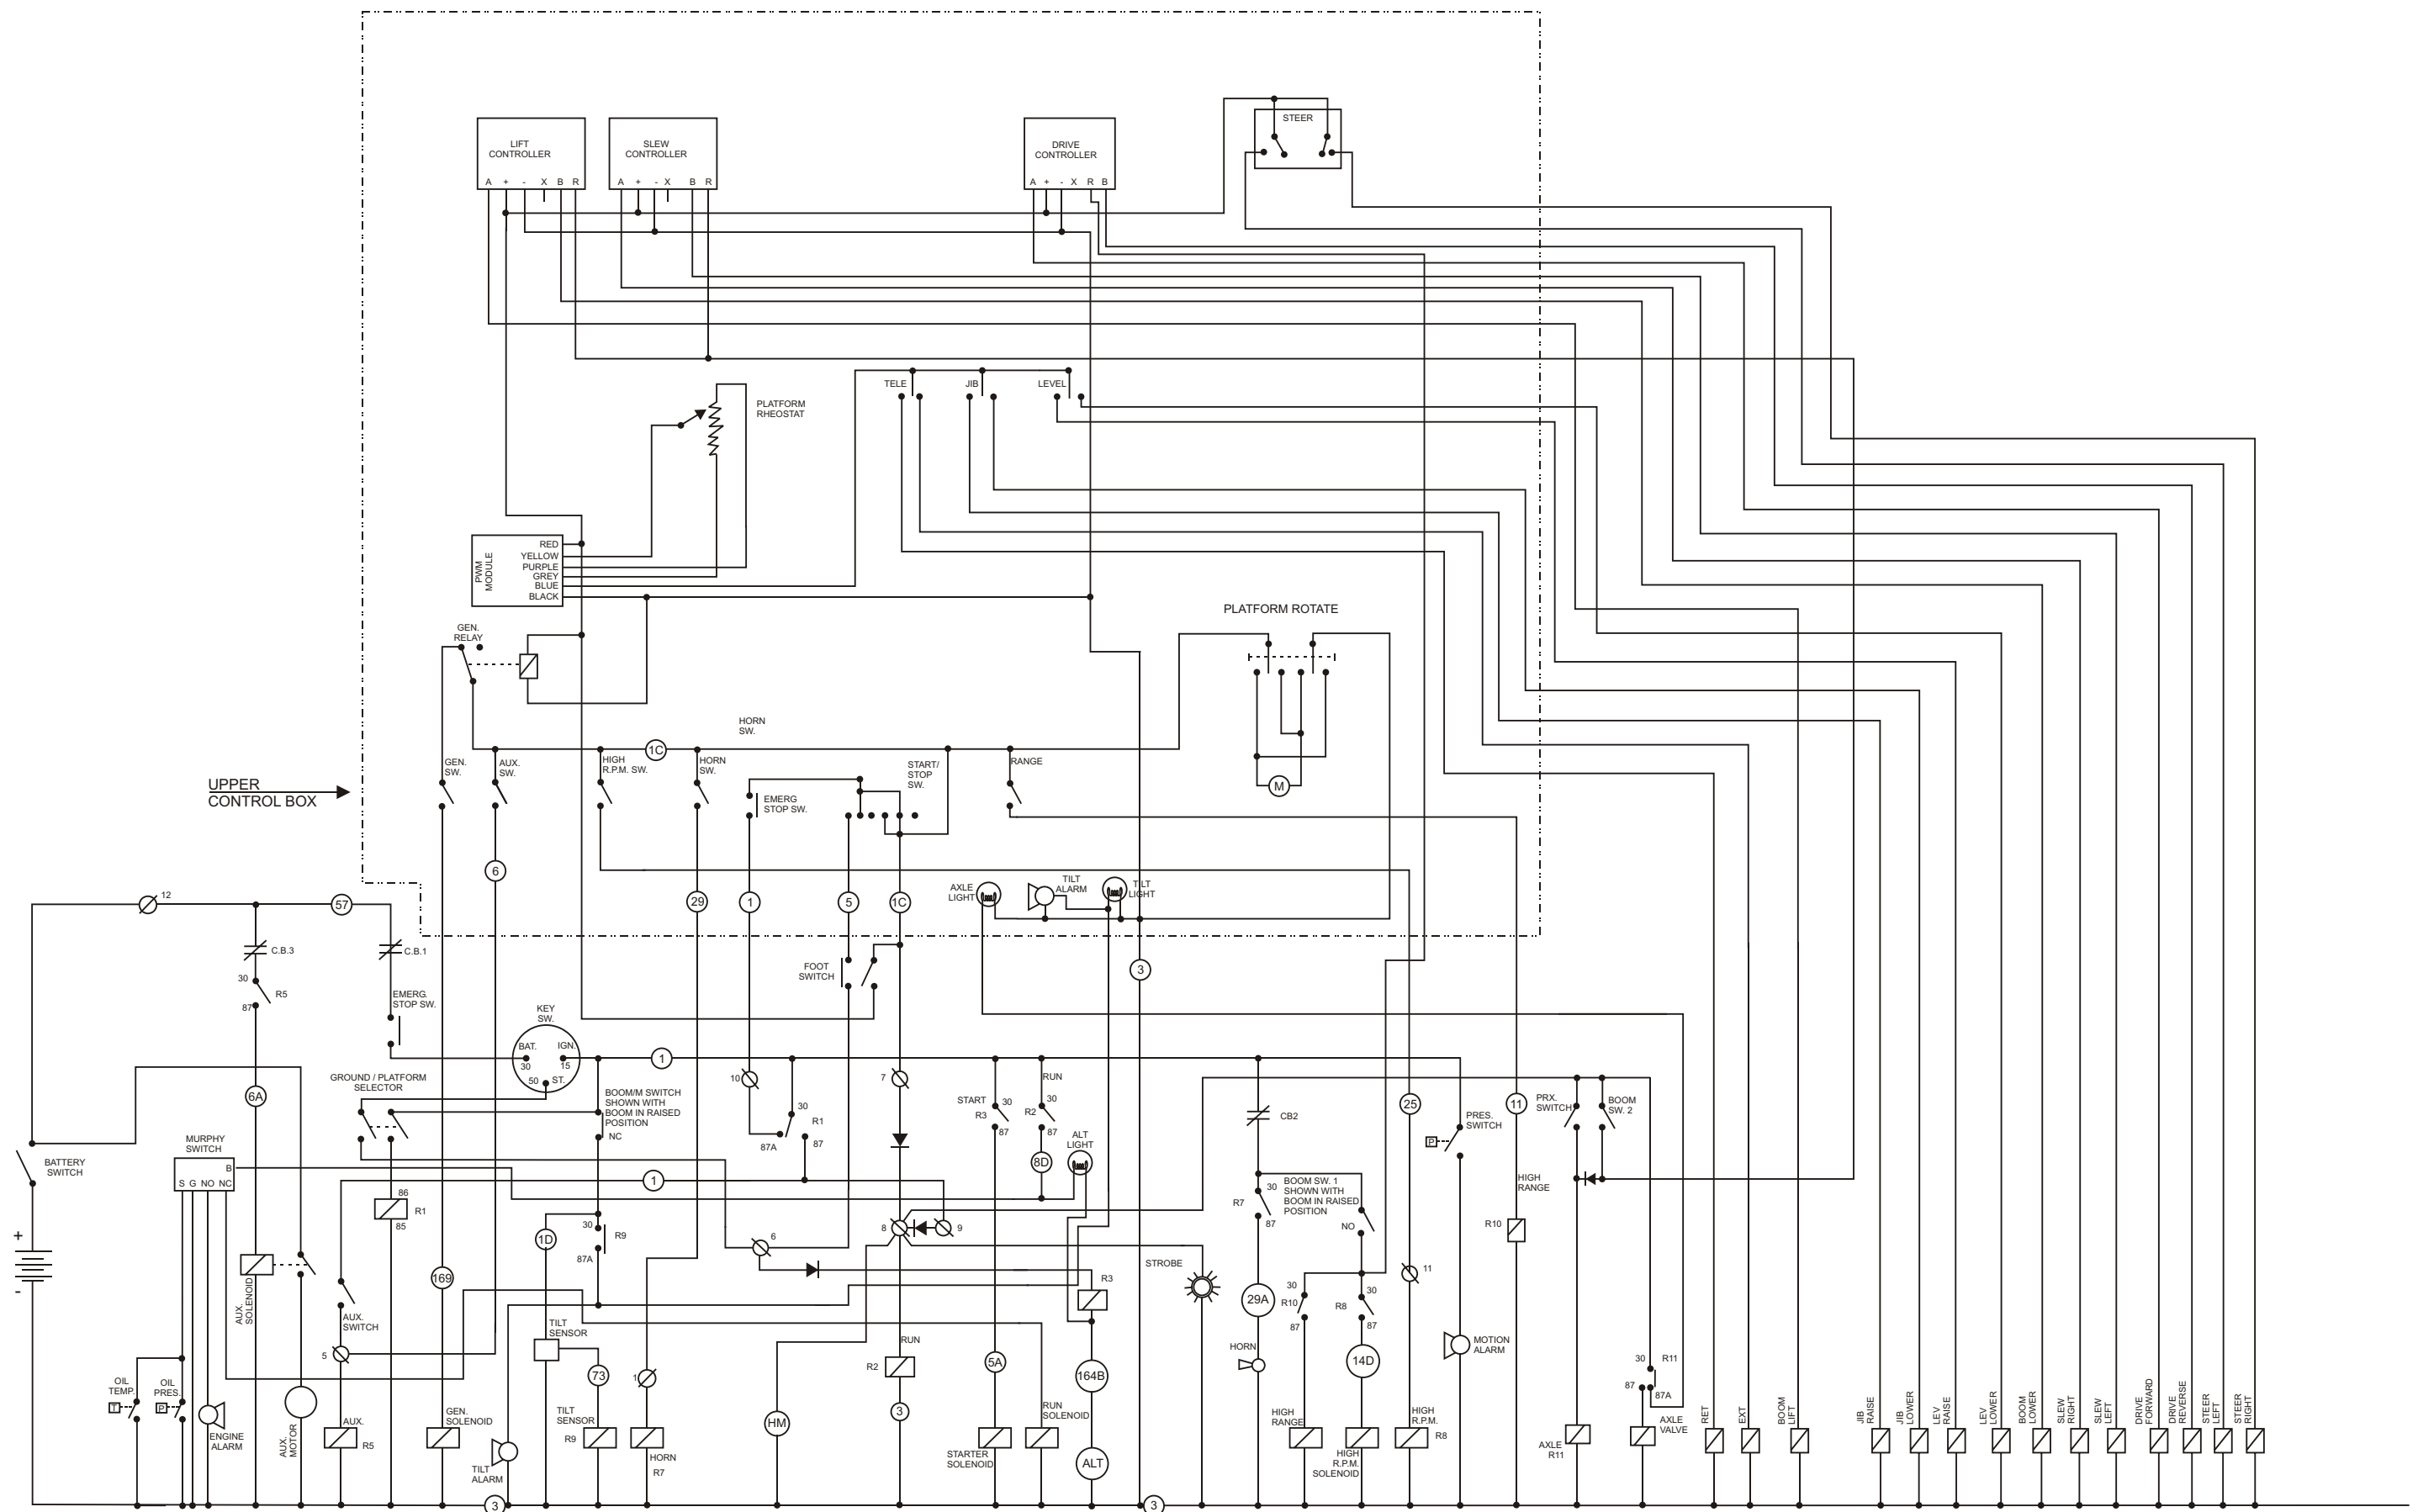 STEER
LIFT
CONTROLLER
A + - X B R
SLEW
CONTROLLER
A + - X B R
DRIVE
CONTROLLER
A + - X R B
TELE
JIB
LEVEL
PLATFORM
RHEOSTAT
PWM
MODULE
RED
YELLOW
PURPLE
GREY
BLUE
BLACK
GEN.
RELAY
PLATFORM ROTATE
M
HORN
SW.
1C
GEN.
SW.
AUX.
SW.
HIGH
R.P.M. SW.
HORN
SW.
EMERG
STOP SW.
START/
STOP
SW.
RANGE
UPPER
CONTROL BOX
6
29
1
5
1C
AXLE
LIGHT
TILT
ALARM
TILT
LIGHT
12
57
C.B.3
C.B.1
30
R5
87
EMERG.
STOP SW.
FOOT
SWITCH
3
KEY
SW.
BAT.
30
IGN.
15
50
ST.
1
GROUND / PLATFORM
SELECTOR
6A
BOOM/M SWITCH
SHOWN WITH
BOOM IN RAISED
POSITION
NC
10
7
30
R1
87A
87
START
R3
30
87
RUN
R2
30
87
8D
ALT
LIGHT
CB2
25
PRES.
SWITCH
P
11
PRX.
SWITCH
BOOM
SW. 2
BATTERY
SWITCH
MURPHY
SWITCH
B
S G NO NC
86
R1
85
1
HIGH
RANGE
BOOM SW. 1
SHOWN WITH
BOOM IN RAISED
POSITION
NO
30
R7
87
+
-
1D
30
R9
87A
6
8
9
R10
STROBE
169
R3
11
AUX.
SOLENOID
AUX.
SWITCH
29A
30
R10
87
30
R8
87
TILT
SENSOR
5
73
1
RUN
R2
3
5A
164B
HORN
14D
MOTION
ALARM
30
R11
87
87A
OIL
TEMP.
T
OIL
PRES.
P
ENGINE
ALARM
AUX.
MOTOR
AUX.
R5
GEN.
SOLENOID
TILT
ALARM
TILT
SENSOR
R9
HORN
R7
HM
STARTER
SOLENOID
RUN
SOLENOID
ALT
HIGH
RANGE
HIGH
R.P.M.
SOLENOID
HIGH
R.P.M.
R8
AXLE
R11
AXLE
VALVE
RET
EXT
BOOM
LIFT
JIB
RAISE
JIB
LOWER
LEV
RAISE
LEV
LOWER
BOOM
LOWER
SLEW
RIGHT
SLEW
LEFT
DRIVE
FORWARD
DRIVE
REVERSE
STEER
LEFT
STEER
RIGHT
3
3